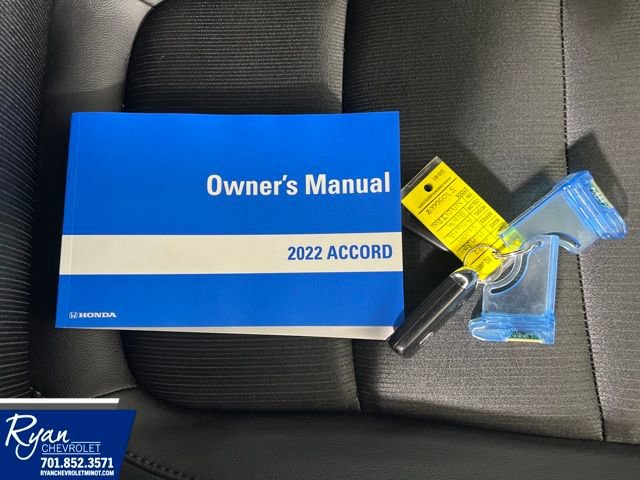 Owner's Manual
2022 ACCORD
HONDA
Ryan
CHEVROLET
701.852.3571
RYANCHEVROLETMINOT.COM